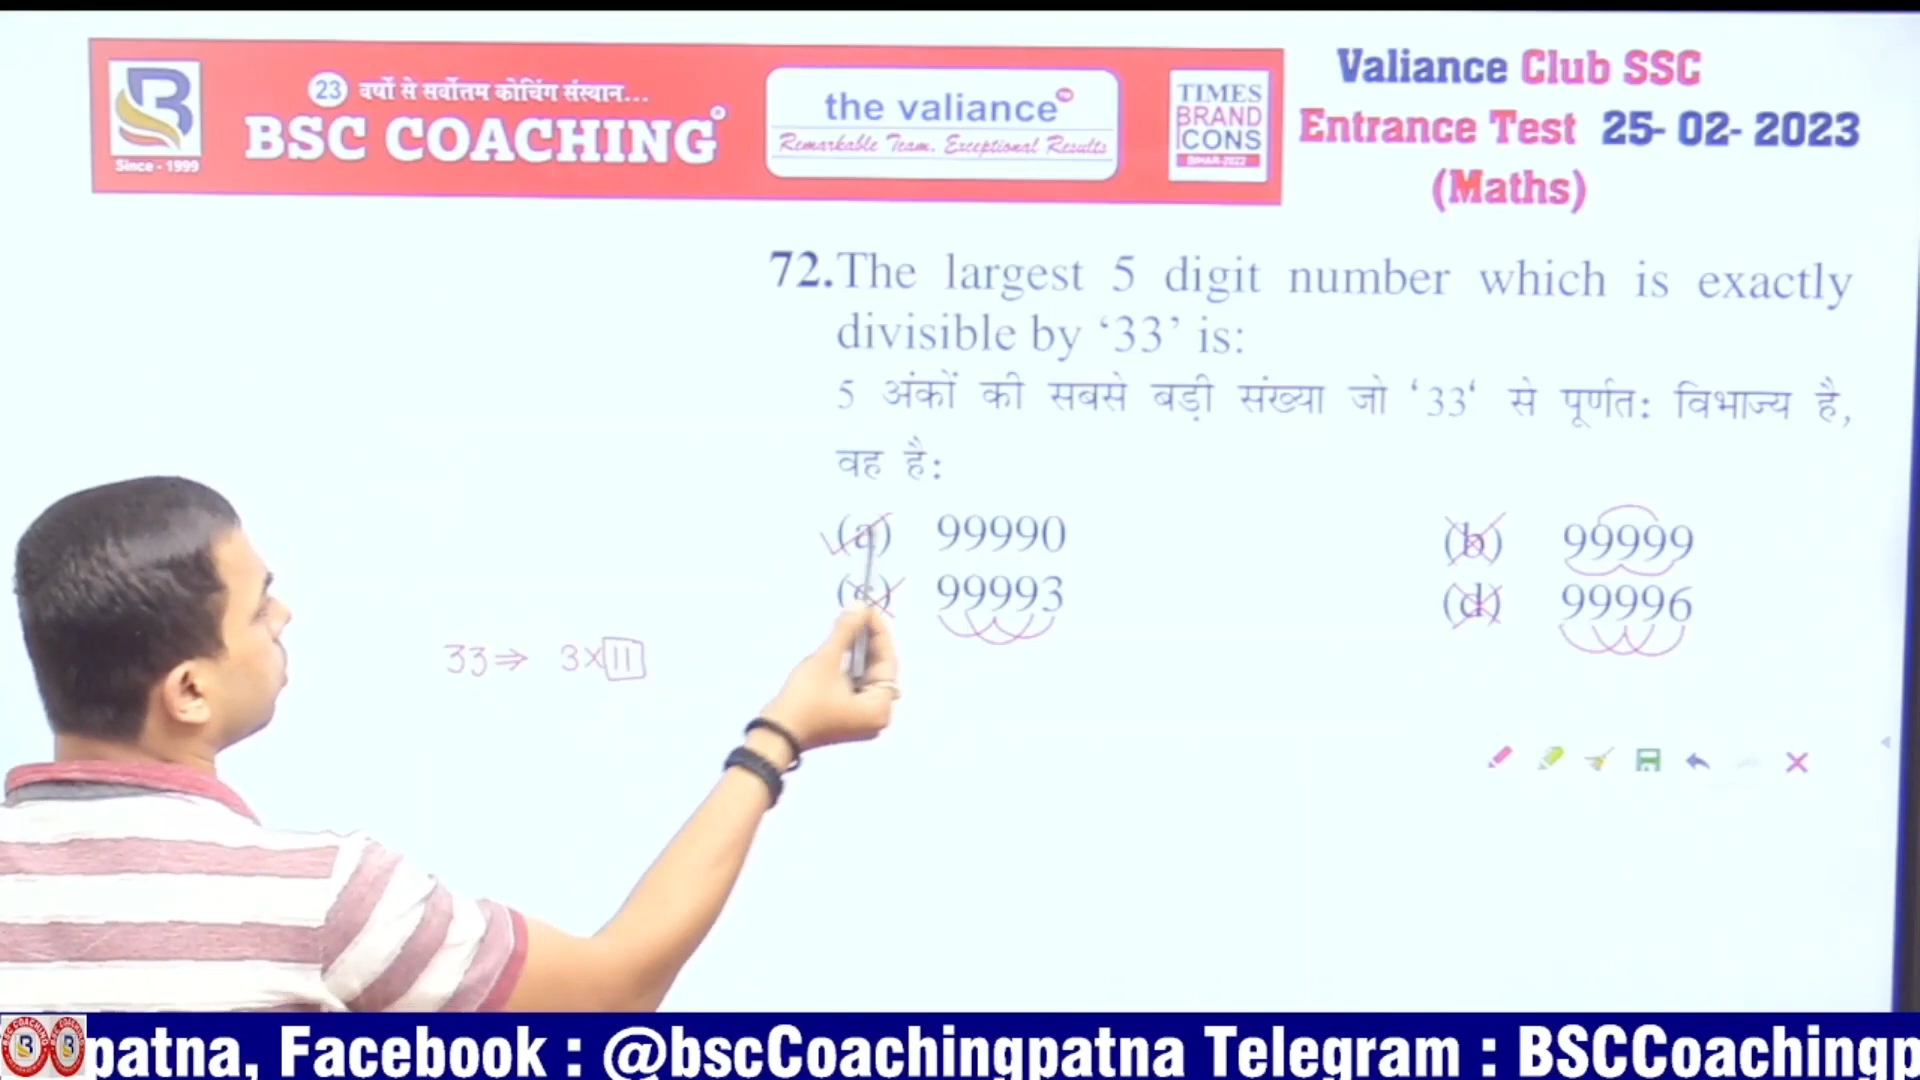 23 वर्षो से सर्वोतम कोचिंग संस्थान...
BSC COACHING
Since - 1999
the valiance
Remarkable Team. Exceptional Results
TIMES
BRAND
ICONS
BIHAR-2022
Valiance Club SSC
Entrance Test 25- 02- 2023
(Maths)
72. The largest 5 digit number which is exactly
divisible by ‘33’ is:
5 अंकों की सबसे बड़ी संख्या जो ‘33‘ से पूर्णत: विभाज्य है,
वह है:
(a) 99990 (b) 99999
(c) 99993 (d) 99996
33⇒ 3×11
patna, Facebook : @bscCoachingpatna Telegram : BSCCoachingp